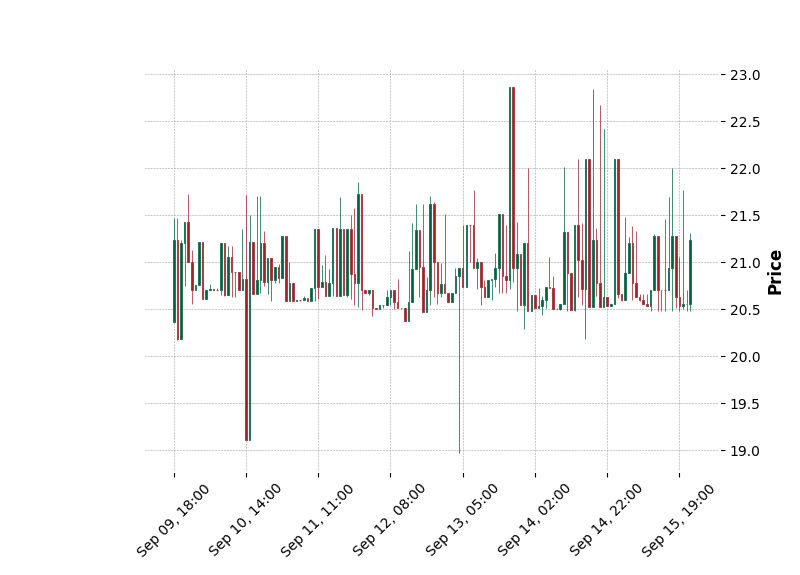 23.0
22.5
22.0
21.5
21.0
20.5
20.0
19.5
19.0
Price
Sep 09, 18:00
Sep 10, 14:00
Sep 11, 11:00
Sep 12, 08:00
Sep 13, 05:00
Sep 14, 02:00
Sep 14, 22:00
Sep 15, 19:00